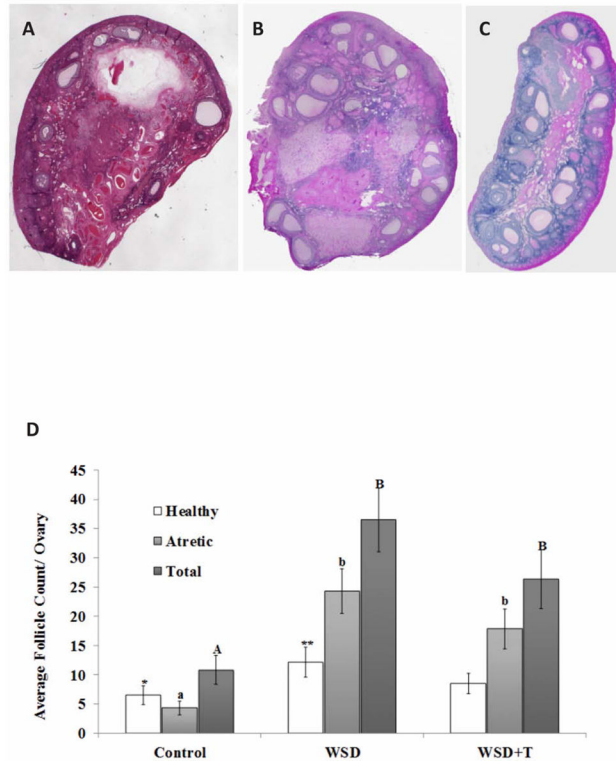 A
B
C
D
Average Follicle Count/ Ovary
45
40
35
30
25
20
15
10
5
0
Healthy
Atretic
Total
*
a
A
**
b
B
b
B
Control
WSD
WSD+T